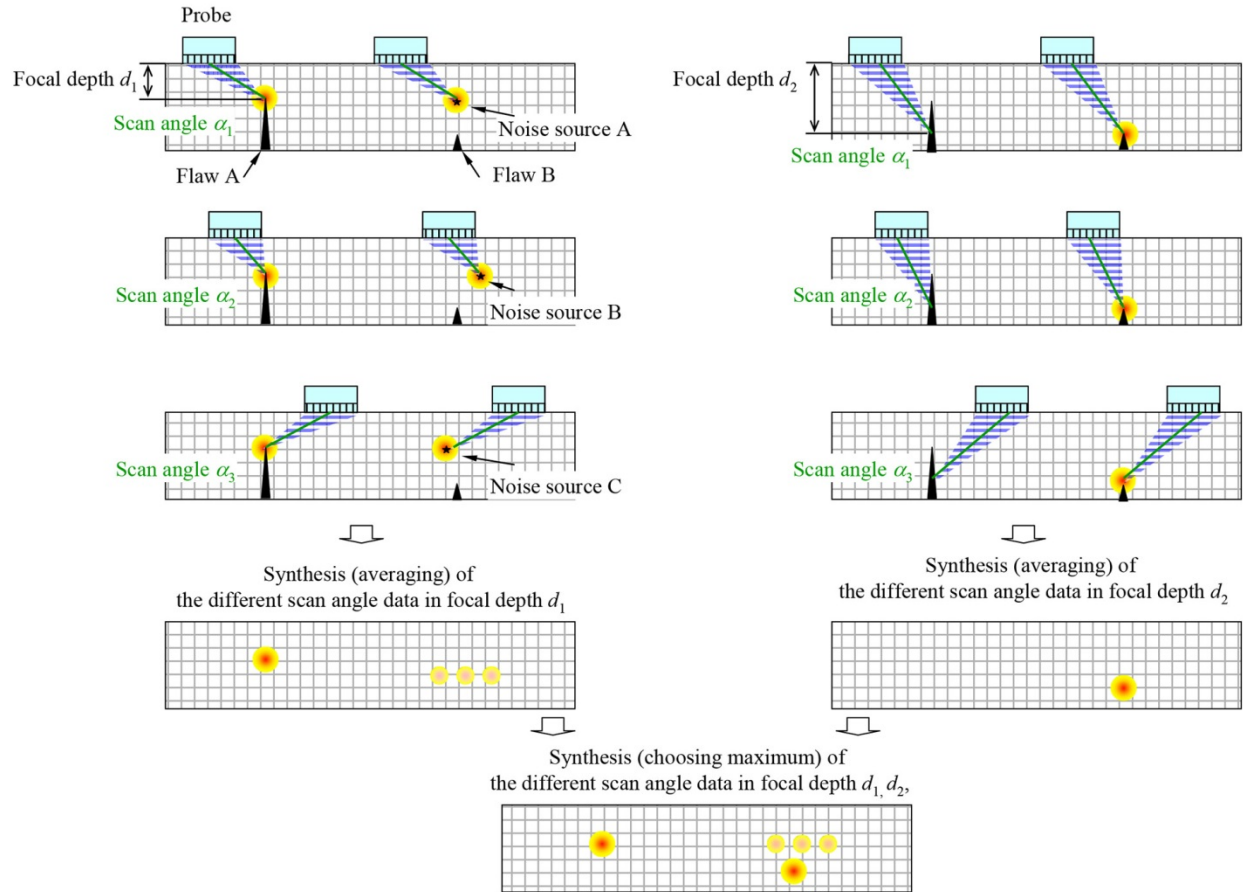 Probe
Focal depth d₁
Scan angle α₁
Noise source A
Flaw A
Flaw B
Scan angle α₂
Noise source B
Scan angle α₃
Noise source C
Synthesis (averaging) of
the different scan angle data in focal depth d₁
Focal depth d₂
Scan angle α₁
Scan angle α₂
Scan angle α₃
Synthesis (averaging) of
the different scan angle data in focal depth d₂
Synthesis (choosing maximum) of
the different scan angle data in focal depth d₁, d₂,